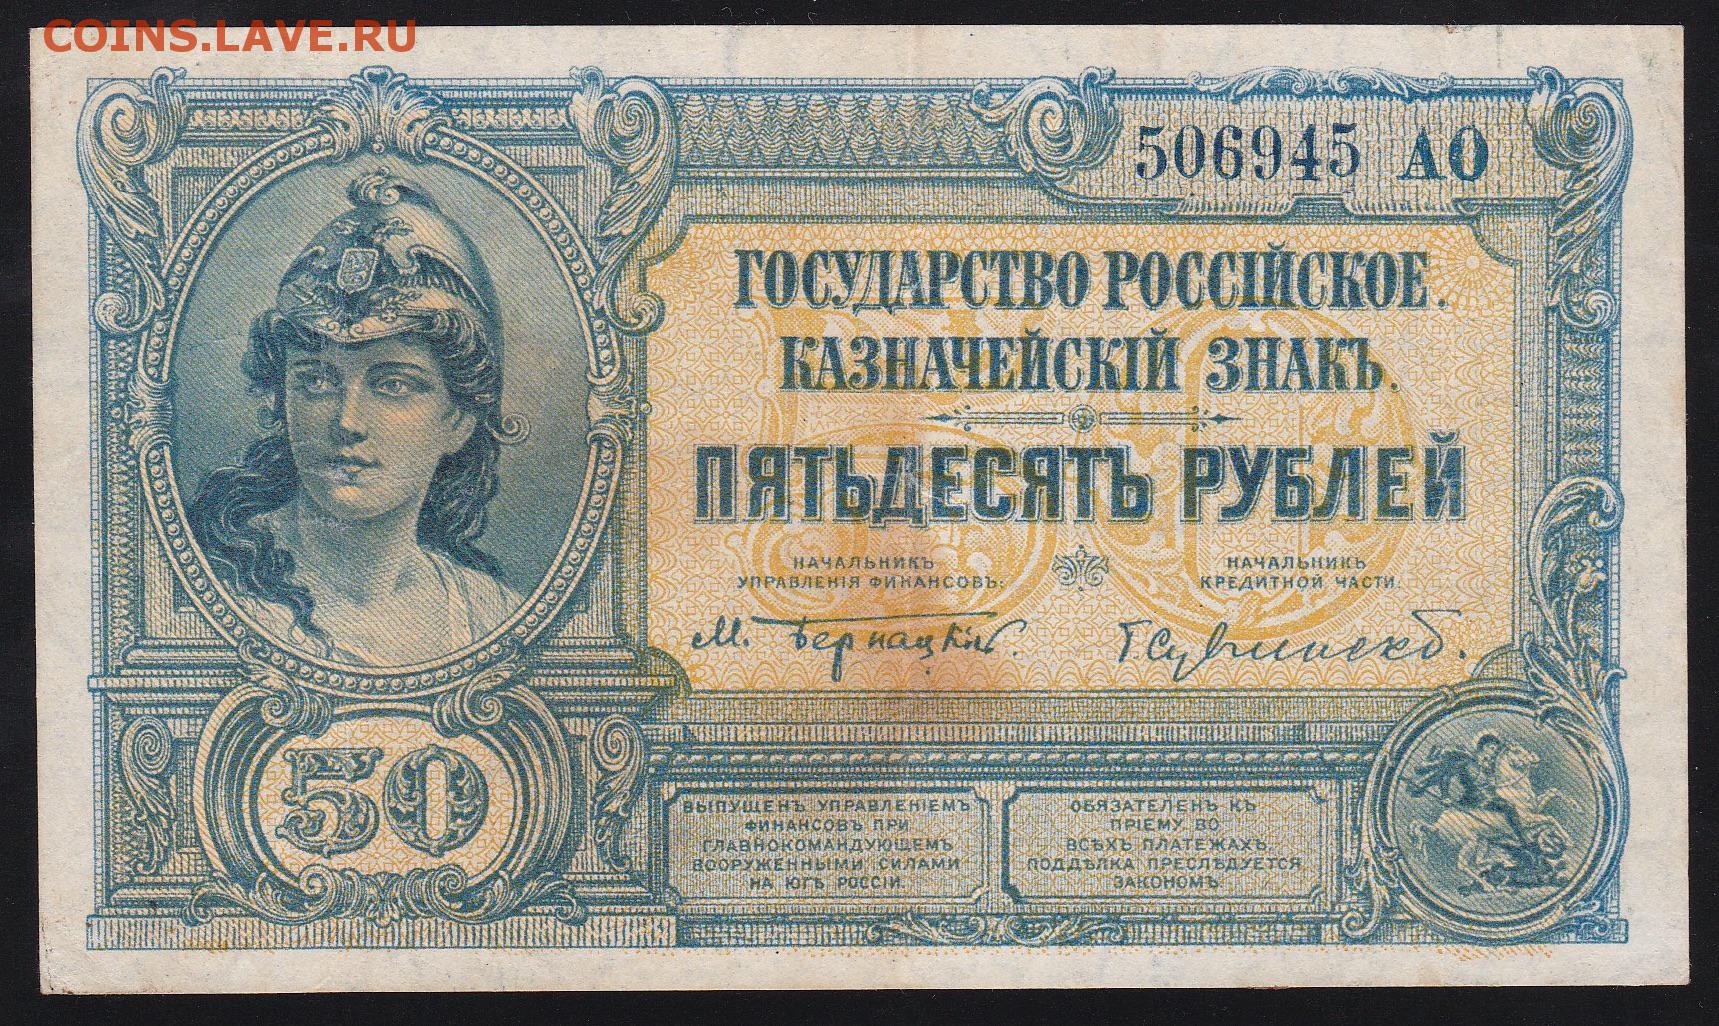 COINS.LAVE.RU
506945 АО
ГОСУДАРСТВО РОССІЙСКОЕ.
КАЗНАЧЕЙСКІЙ ЗНАКЪ.
ПЯТЬДЕСЯТЪ РУБЛЕЙ
НАЧАЛЬНИКЪ
УПРАВЛЕНІЯ ФИНАНСОВЪ:
НАЧАЛЬНИКЪ
КРЕДИТНОЙ ЧАСТИ.
М. Бернацкій.
50
ВЫПУЩЕНЪ УПРАВЛЕНІЕМЪ
ФИНАНСОВЪ ПРИ
ГЛАВНОКОМАНДУЮЩЕМЪ
ВООРУЖЕННЫМИ СИЛАМИ
НА ЮГѢ РОССІИ.
ОБЯЗАТЕЛЕНЪ КЪ
ПРІЕМУ ВО
ВСѢХЪ ПЛАТЕЖАХЪ.
ПОДДѢЛКА ПРЕСЛѢДУЕТСЯ
ЗАКОНОМЪ.